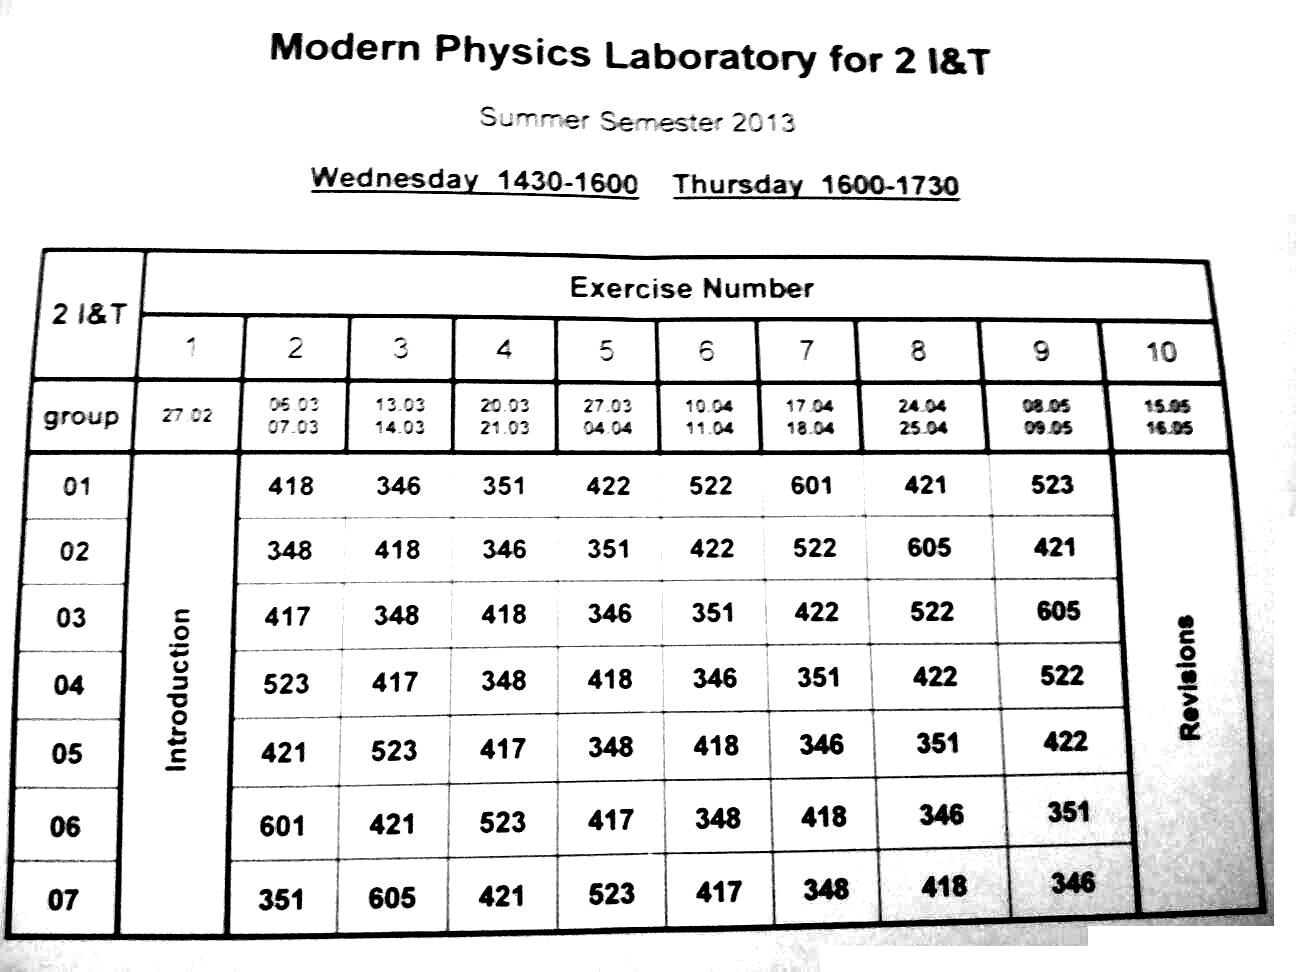 Modern Physics Laboratory for 2 I&T
Summer Semester 2013
Wednesday 1430-1600 Thursday 1600-1730
2 I&T Exercise Number
1 2 3 4 5 6 7 8 9 10
group 27.02 06.03 13.03 20.03 27.03 10.04 17.04 24.04 08.05 15.05
07.03 14.03 21.03 04.04 11.04 18.04 25.04 09.05 16.05
01 418 346 351 422 522 601 421 523
02 348 418 346 351 422 522 605 421
03 417 348 418 346 351 422 522 605
04 523 417 348 418 346 351 422 522
05 421 523 417 348 418 346 351 422
06 601 421 523 417 348 418 346 351
07 351 605 421 523 417 348 418 346
Introduction
Revisions